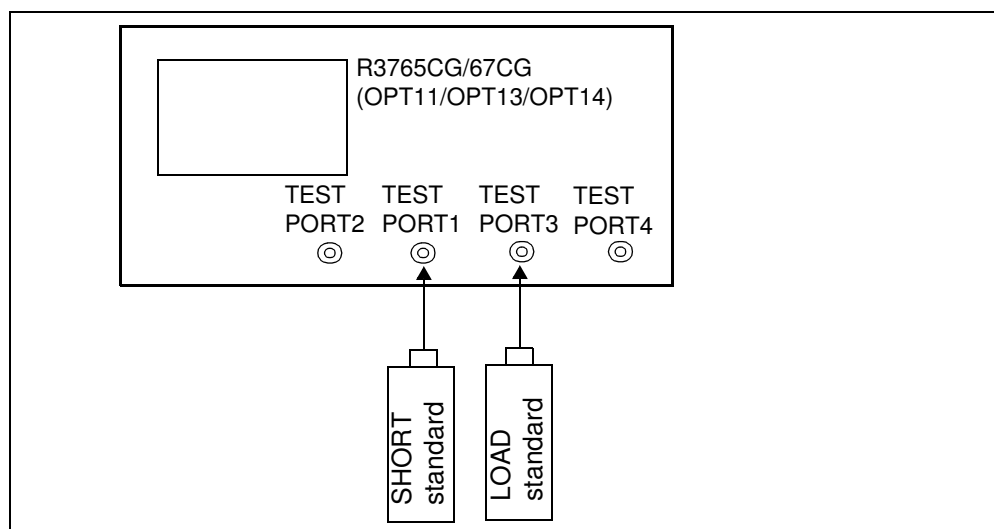 R3765CG/67CG
(OPT11/OPT13/OPT14)
TEST
PORT2
TEST
PORT1
TEST
PORT3
TEST
PORT4
SHORT
standard
LOAD
standard